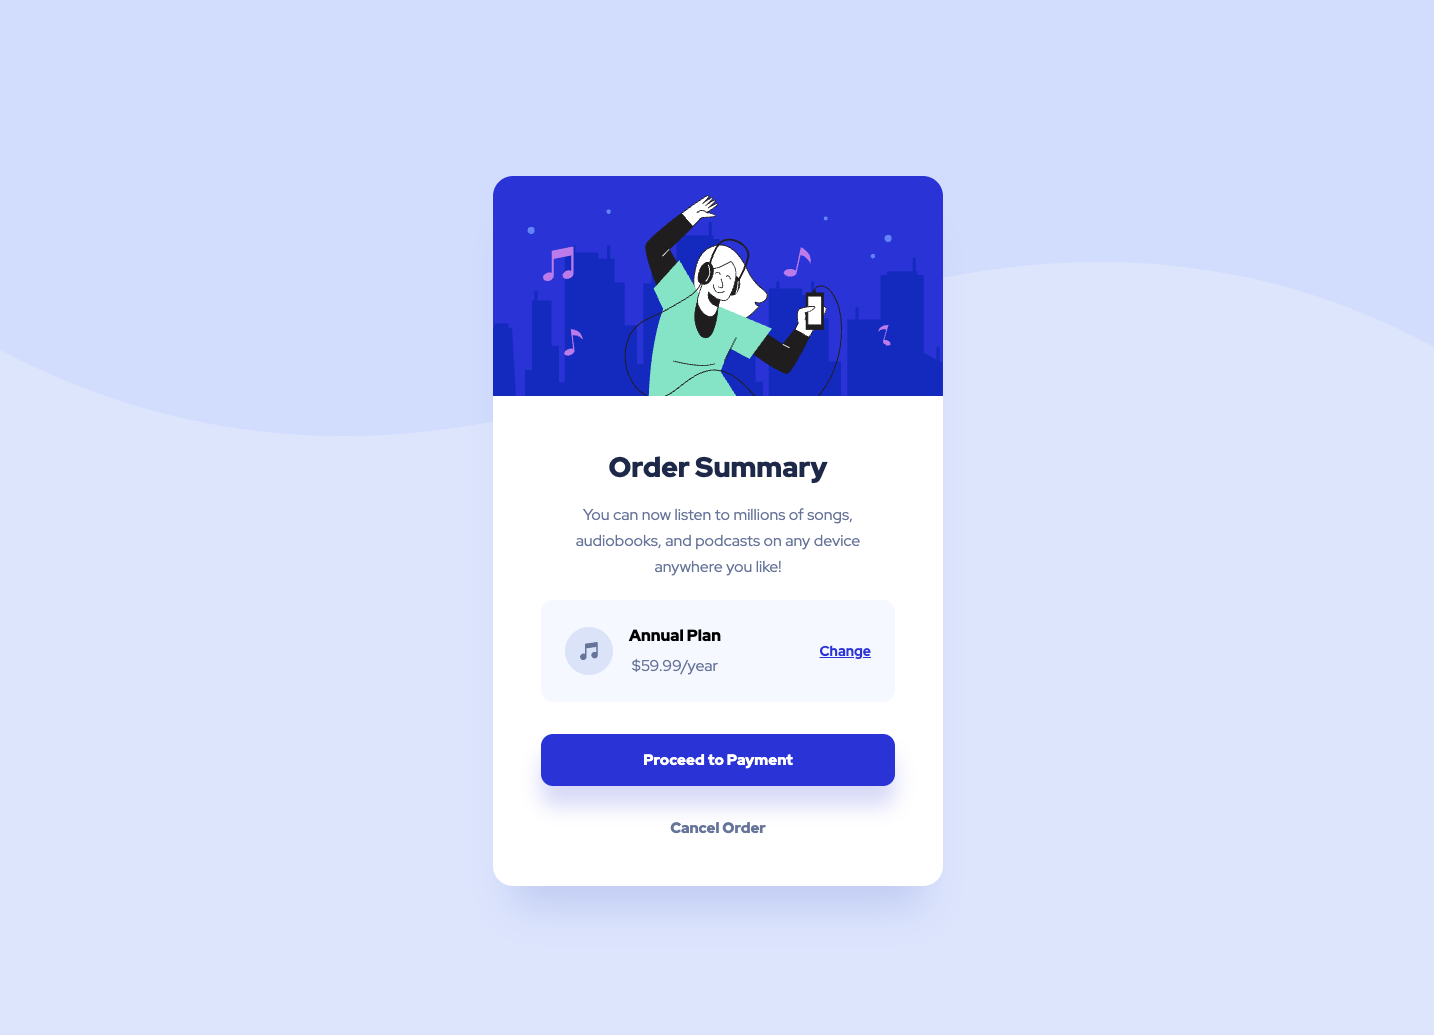 Order Summary
You can now listen to millions of songs,
audiobooks, and podcasts on any device
anywhere you like!
Annual Plan
$59.99/year
Change
Proceed to Payment
Cancel Order